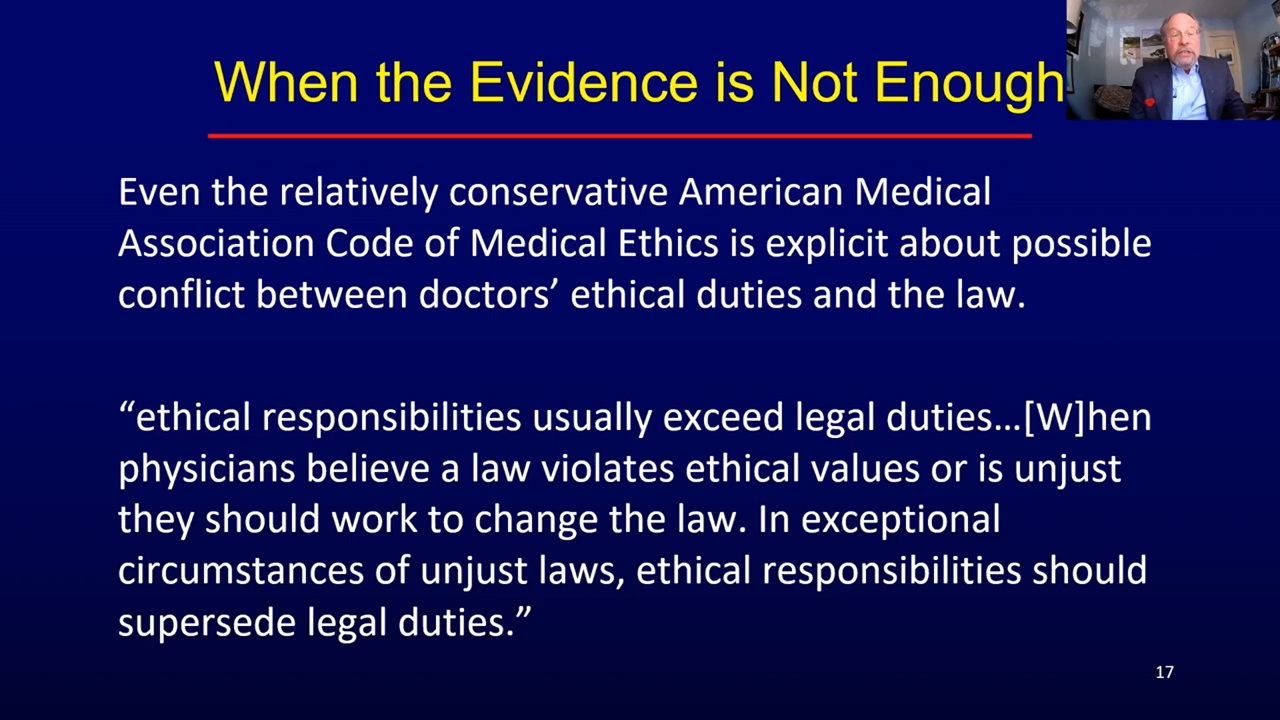 When the Evidence is Not Enough
Even the relatively conservative American Medical
Association Code of Medical Ethics is explicit about possible
conflict between doctors’ ethical duties and the law.
“ethical responsibilities usually exceed legal duties…[W]hen
physicians believe a law violates ethical values or is unjust
they should work to change the law. In exceptional
circumstances of unjust laws, ethical responsibilities should
supersede legal duties.”
17